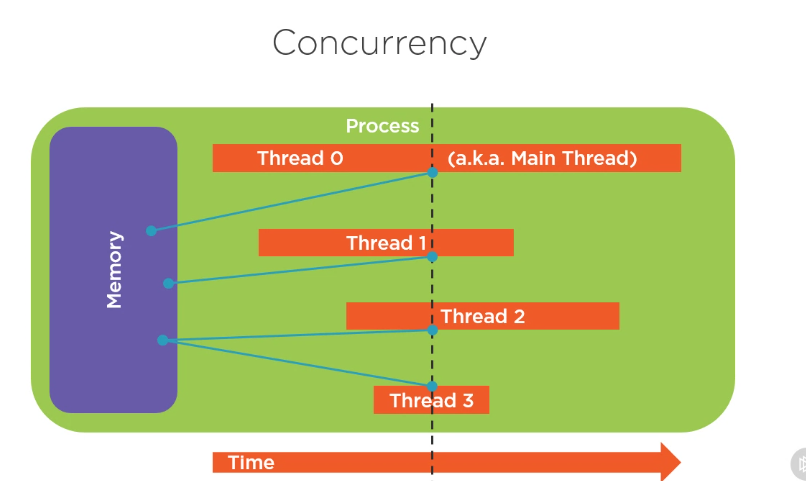 Concurrency
Process
Thread 0 (a.k.a. Main Thread)
Memory
Thread 1
Thread 2
Thread 3
Time